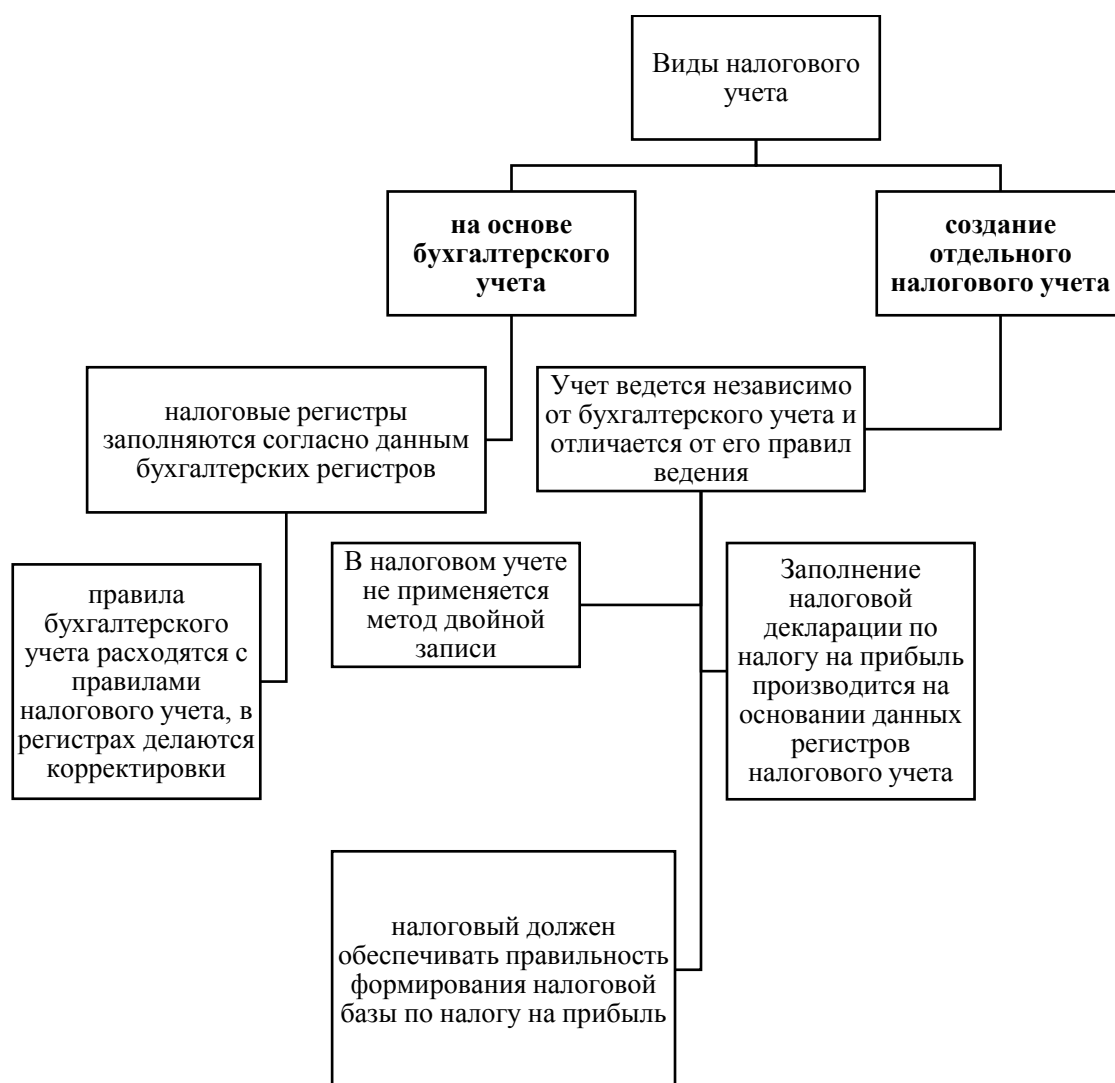 Виды налогового
учета
на основе
бухгалтерского
учета
создание
отдельного
налогового учета
налоговые регистры
заполняются согласно данным
бухгалтерских регистров
Учет ведется независимо
от бухгалтерского учета и
отличается от его правил
ведения
правила
бухгалтерского
учета расходятся с
правилами
налогового учета, в
регистрах делаются
корректировки
В налоговом учете
не применяется
метод двойной
записи
Заполнение
налоговой
декларации по
налогу на прибыль
производится на
основании данных
регистров
налогового учета
налоговый должен
обеспечивать правильность
формирования налоговой
базы по налогу на прибыль